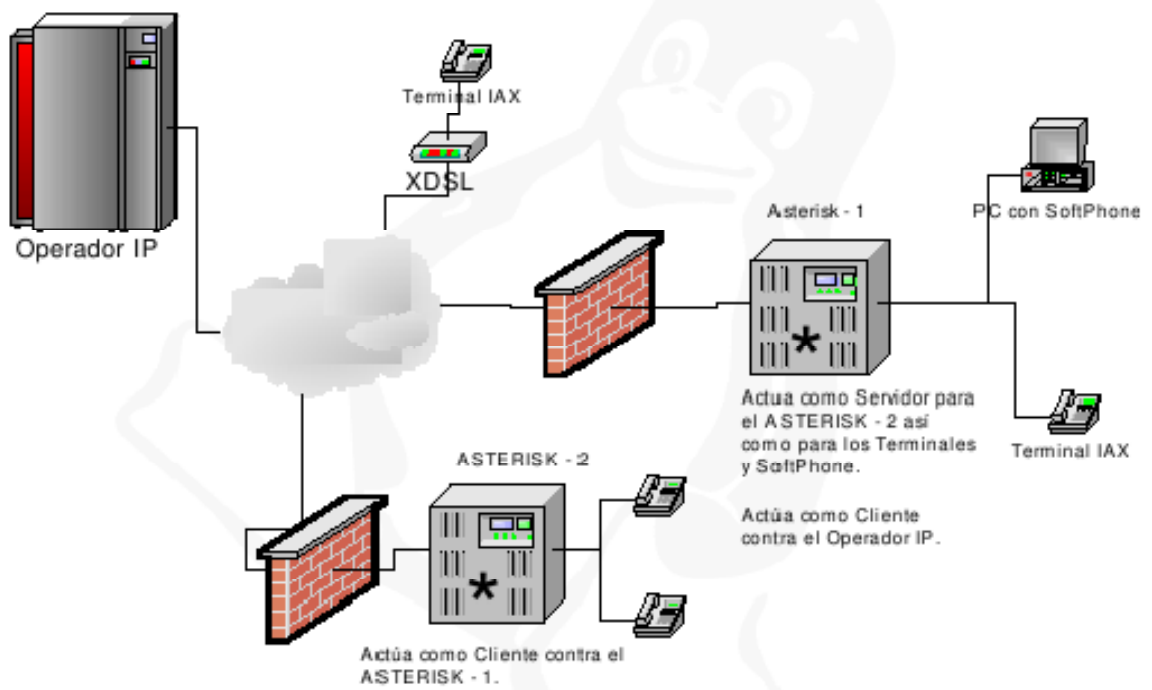 Terminal IAX
XDSL
Operador IP
Asterisk - 1
PC con SoftPhone
Actua como Servidor para
el ASTERISK - 2 así
como para los Terminales
y SoftPhone.
Terminal IAX
Actúa como Cliente
contra el Operador IP.
ASTERISK - 2
Actúa como Cliente contra el
ASTERISK - 1.